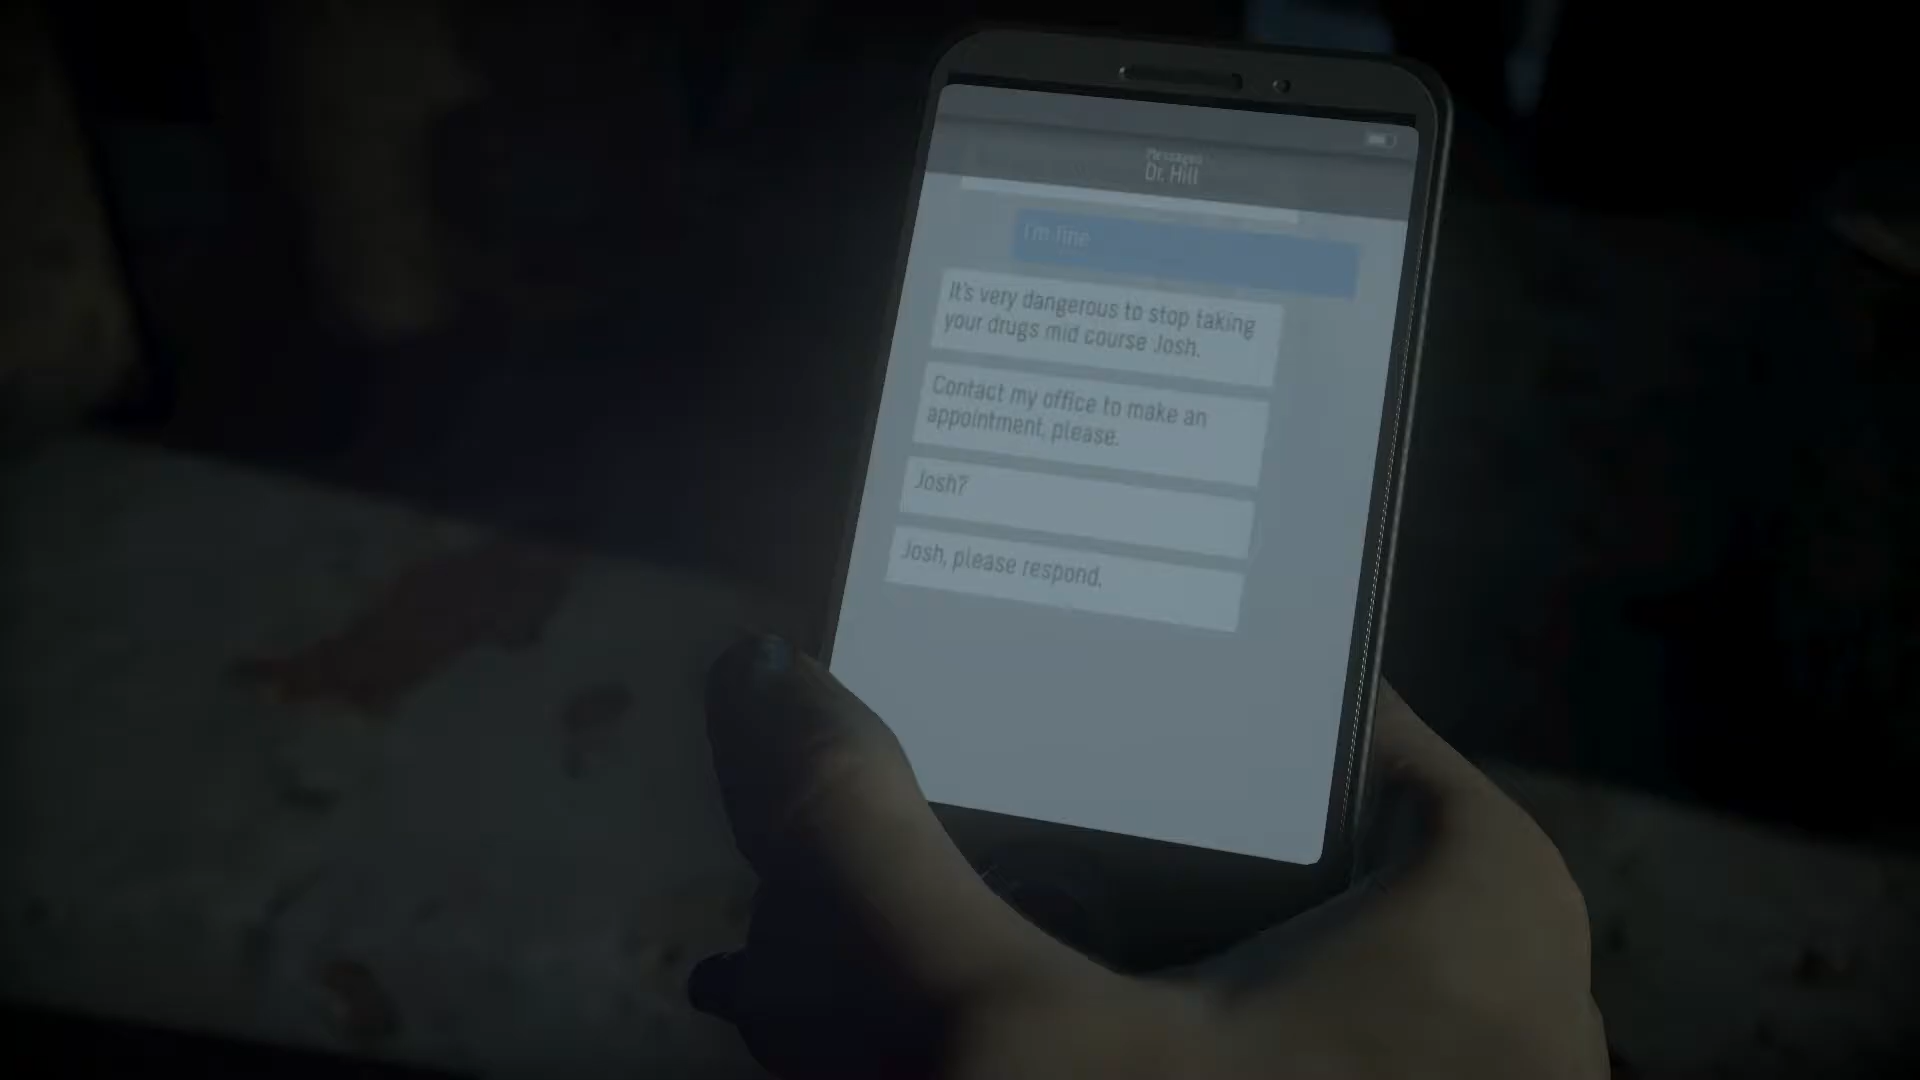 Messages
Dr. Hill
I'm fine
It's very dangerous to stop taking
your drugs mid course Josh.
Contact my office to make an
appointment, please.
Josh?
Josh, please respond.